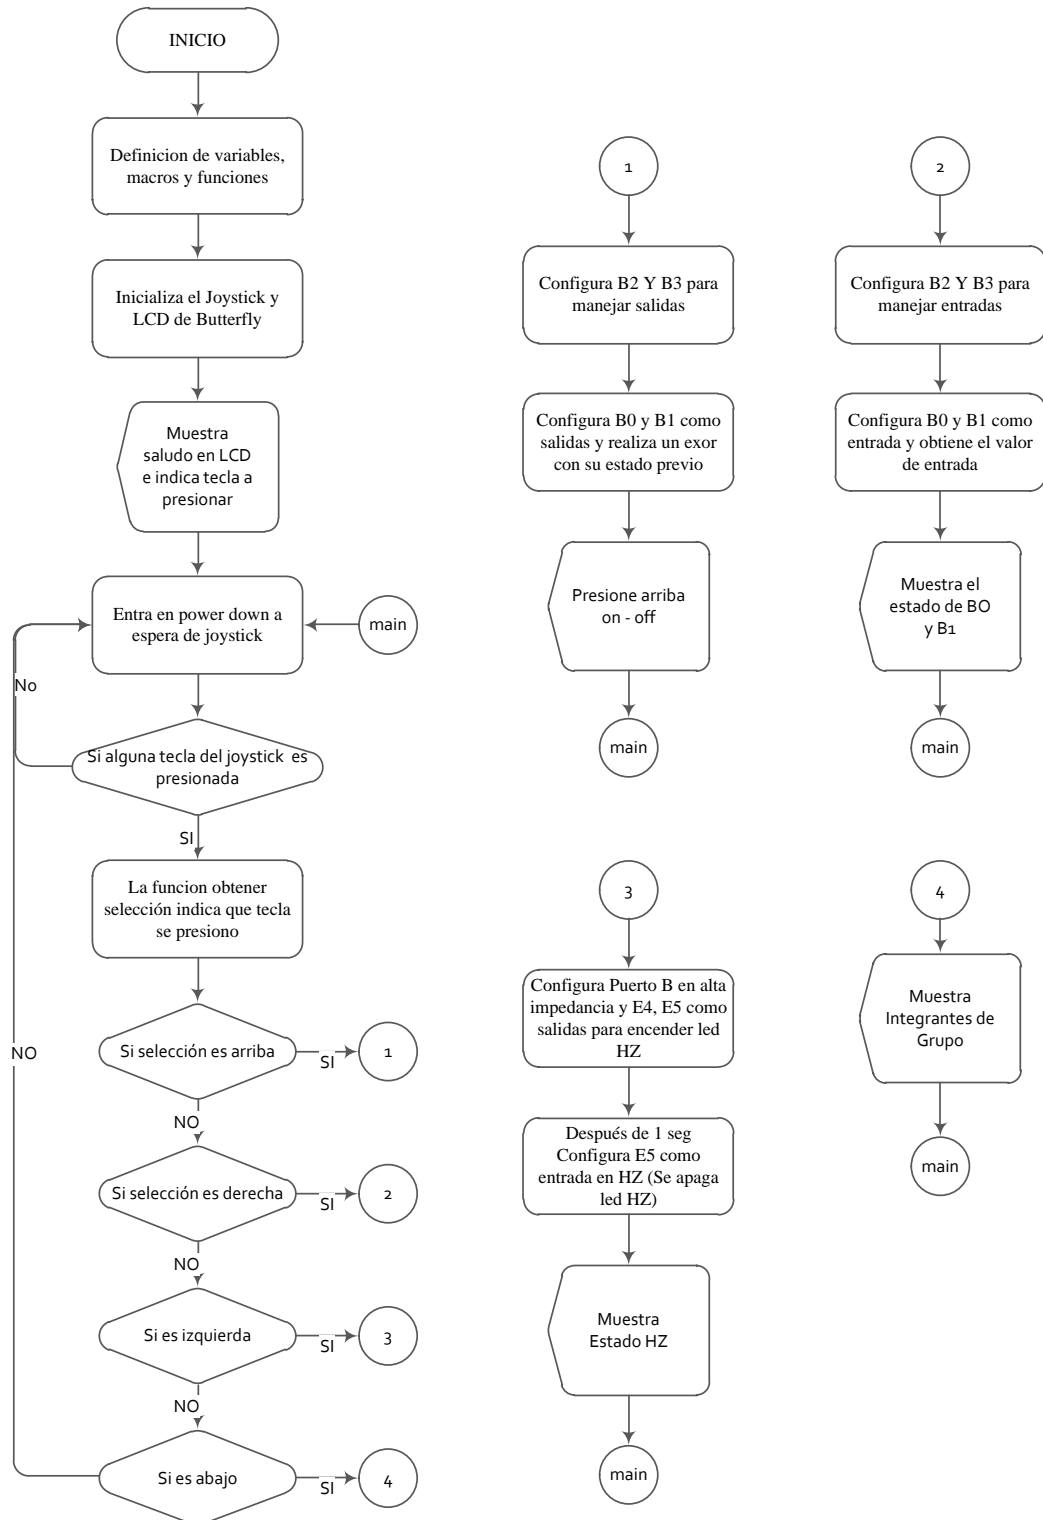 INICIO
Definicion de variables,
macros y funciones
Inicializa el Joystick y
LCD de Butterfly
Muestra
saludo en LCD
e indica tecla a
presionar
Entra en power down a
espera de joystick
main
No
Si alguna tecla del joystick es
presionada
SI
La funcion obtener
selección indica que tecla
se presiono
Si selección es arriba
SI
1
NO
NO
Si selección es derecha
SI
2
NO
Si es izquierda
SI
3
NO
Si es abajo
SI
4
1
Configura B2 Y B3 para
manejar salidas
Configura B0 y B1 como
salidas y realiza un exor
con su estado previo
Presione arriba
on - off
main
2
Configura B2 Y B3 para
manejar entradas
Configura B0 y B1 como
entrada y obtiene el valor
de entrada
Muestra el
estado de BO
y B1
main
3
Configura Puerto B en alta
impedancia y E4, E5 como
salidas para encender led
HZ
Después de 1 seg
Configura E5 como
entrada en HZ (Se apaga
led HZ)
Muestra
Estado HZ
main
4
Muestra
Integrantes de
Grupo
main